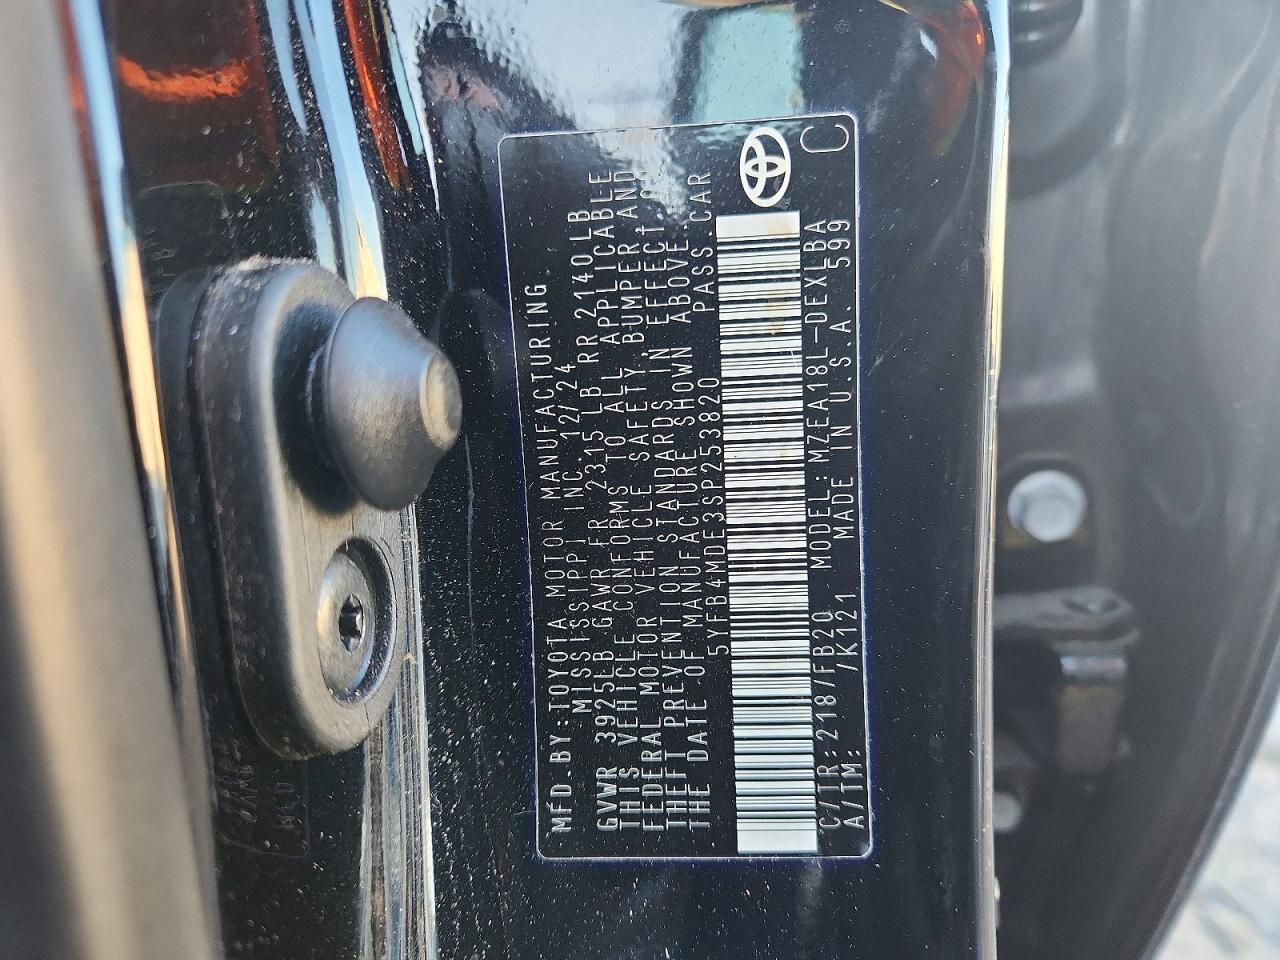 MFD.BY:TOYOTA MOTOR MANUFACTURING
MISSISSIPPI INC. 12/24
GVWR 3925LB GAWR FR 2315LB RR 2140LB
THIS VEHICLE CONFORMS TO ALL APPLICABLE
FEDERAL MOTOR VEHICLE SAFETY, BUMPER AND
THEFT PREVENTION STANDARDS IN EFFECT ON
THE DATE OF MANUFACTURE SHOWN ABOVE.
5YFB4MDE3SP253820 PASS.CAR
C/TR:218/FB20 MODEL:MZEA18L-DEXLBA
A/TM: /K121 MADE IN U.S.A. 599
C